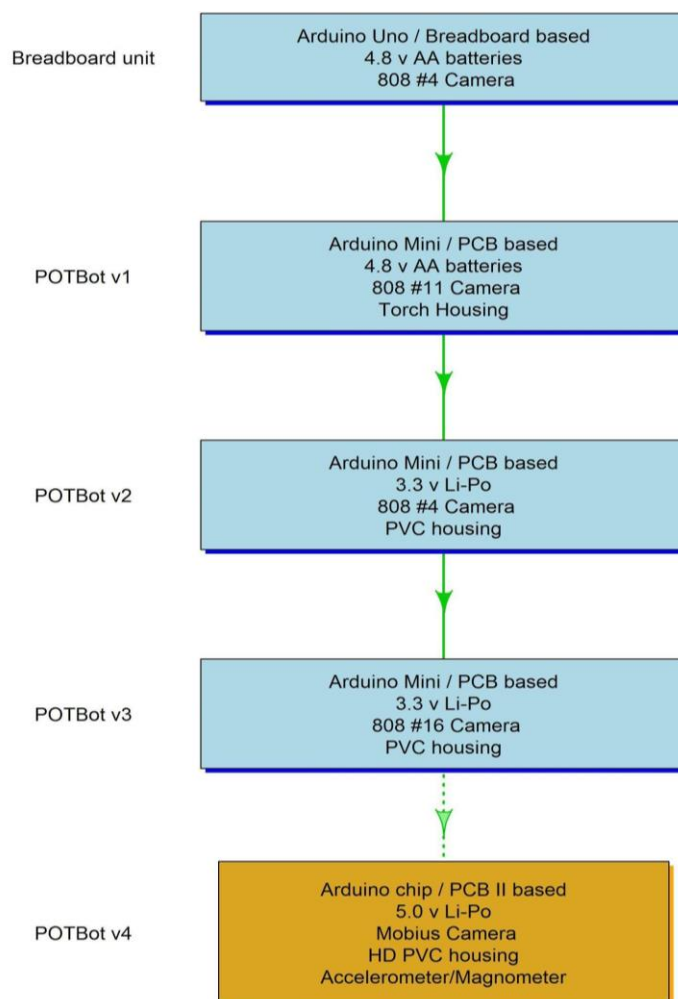 Breadboard unit
Arduino Uno / Breadboard based
4.8 v AA batteries
808 #4 Camera
POTBot v1
Arduino Mini / PCB based
4.8 v AA batteries
808 #11 Camera
Torch Housing
POTBot v2
Arduino Mini / PCB based
3.3 v Li-Po
808 #4 Camera
PVC housing
POTBot v3
Arduino Mini / PCB based
3.3 v Li-Po
808 #16 Camera
PVC housing
POTBot v4
Arduino chip / PCB II based
5.0 v Li-Po
Mobius Camera
HD PVC housing
Accelerometer/Magnometer